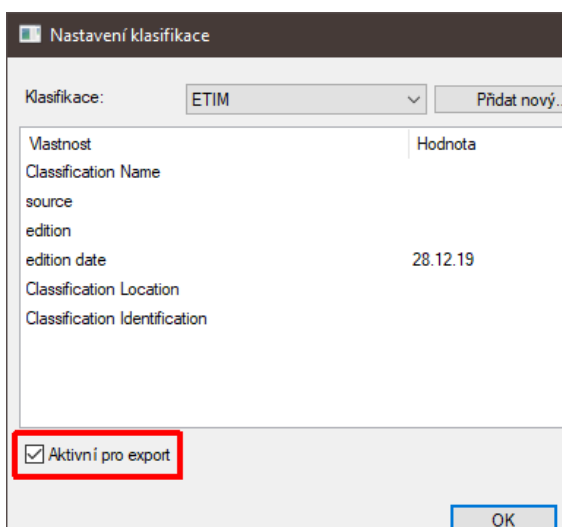 Nastavení klasifikace
Klasifikace: ETIM Přidat nový..
Vlastnost Hodnota
Classification Name
source
edition
edition date 28.12.19
Classification Location
Classification Identification
Aktivní pro export
OK